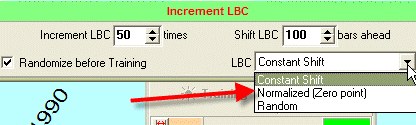 Increment LBC
Increment LBC 50 times Shift LBC 100 bars ahead
Randomize before Training LBC Constant Shift
Constant Shift
Normalized (Zero point)
Random
1990